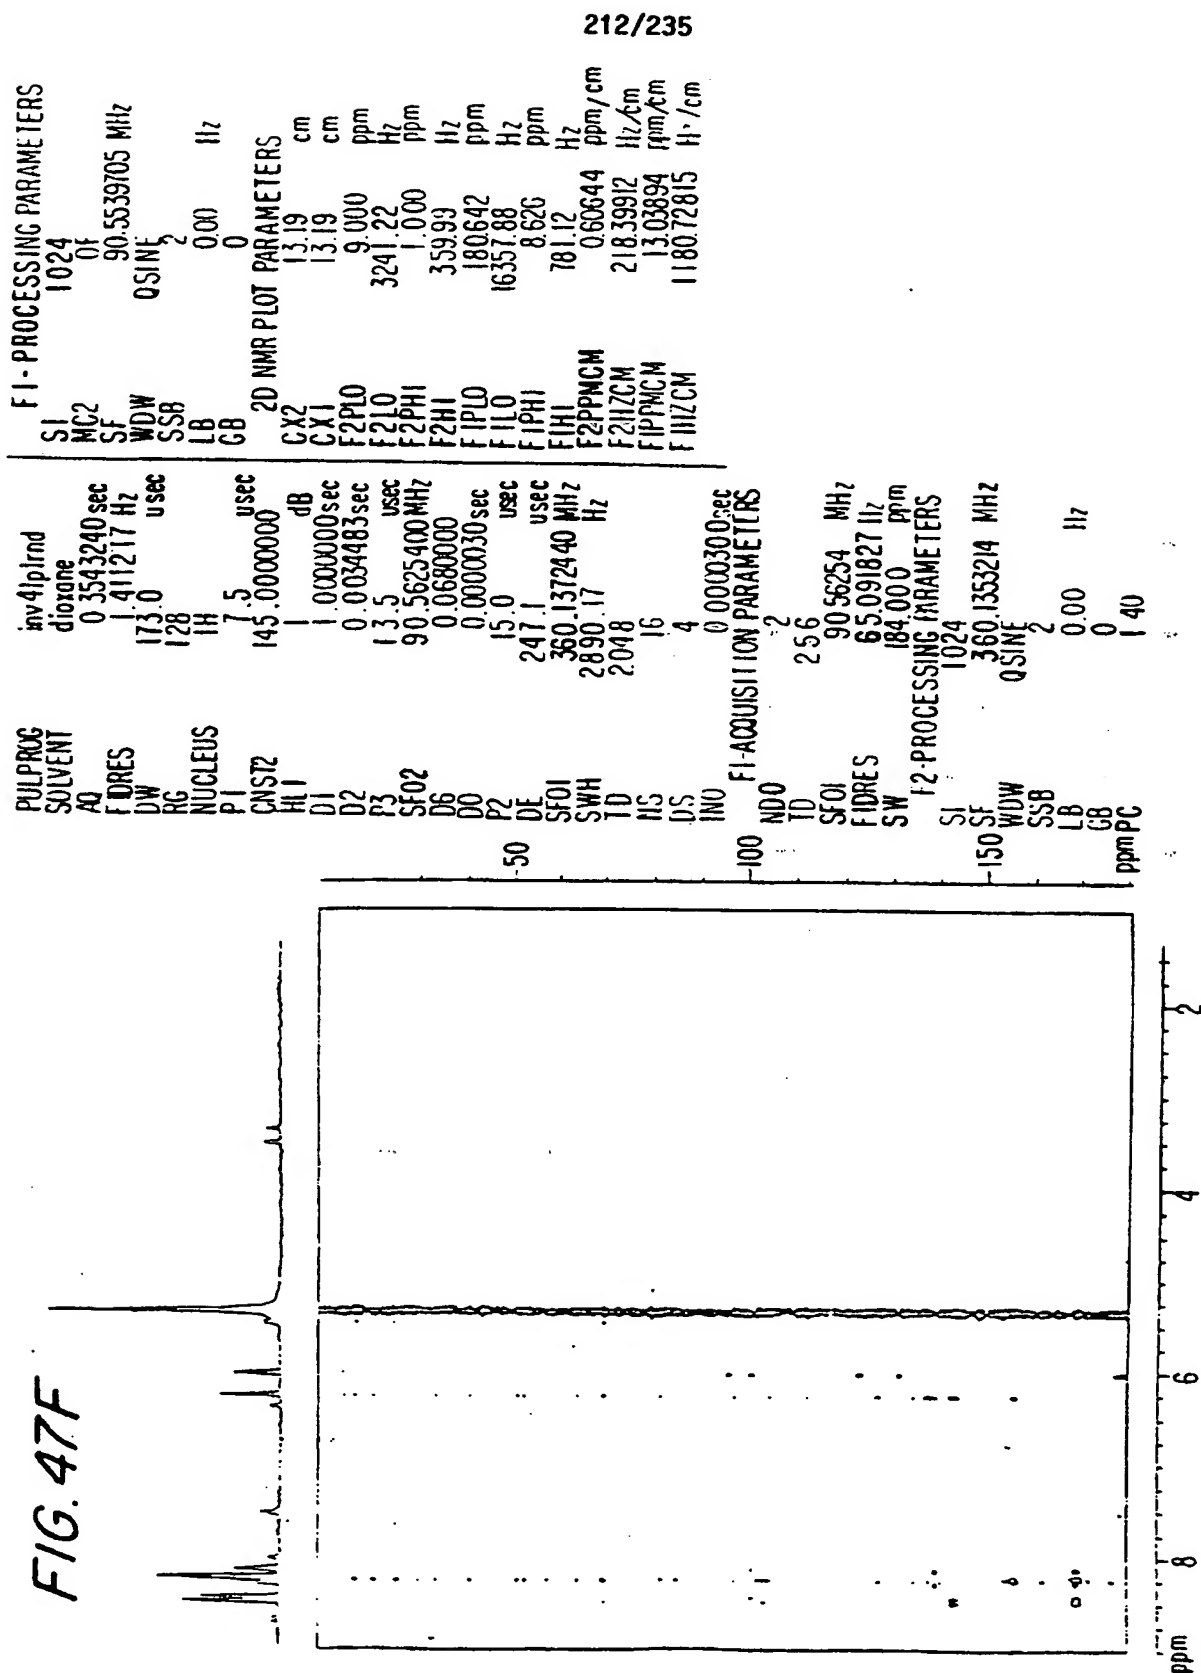 212/235
FIG. 47F
PULPROG inv4lplrnd
SOLVENT dioxane
AQ 0.3543240 sec
FIDRES 1.411217 Hz
DW 173.0 usec
RG 128
NUCLEUS 1H
P1 7.5 usec
CNST2 145.0000000
HL1 1 dB
D1 1.0000000 sec
D2 0.0034483 sec
P3 13.5 usec
SFO2 90.5625400 MHz
D6 0.0680000
D0 0.0000030 sec
P2 15.0 usec
DE 247.1 usec
SFO1 360.1372440 MHz
SWH 2890.17 Hz
TD 2048
NS 16
DS 4
IN0 0.0000300 sec
F1-ACQUISITION PARAMETERS
ND0 2
TD 256
SFO1 90.56254 MHz
FIDRES 65.091827 Hz
SW 184.000 ppm
F2-PROCESSING PARAMETERS
SI 1024
SF 360.1353214 MHz
WDW QSINE
SSB 2
LB 0.00 Hz
GB 0
PC 1.40
F1-PROCESSING PARAMETERS
SI 1024
MC2 QF
SF 90.5539705 MHz
WDW QSINE
SSB 2
LB 0.00 Hz
GB 0
2D NMR PLOT PARAMETERS
CX2 13.19 cm
CX1 13.19 cm
F2PLO 9.000 ppm
F2LO 3241.22 Hz
F2PHI 1.000 ppm
F2HI 359.99 Hz
F1PLO 180.642 ppm
F1LO 16357.88 Hz
F1PHI 8.626 ppm
F1HI 781.12 Hz
F2PPMCM 0.60644 ppm/cm
F2HZCM 218.39912 Hz/cm
F1PPMCM 13.03894 ppm/cm
F1HZCM 1180.72815 Hz/cm
50
100
150
ppm
ppm 8 6 4 2